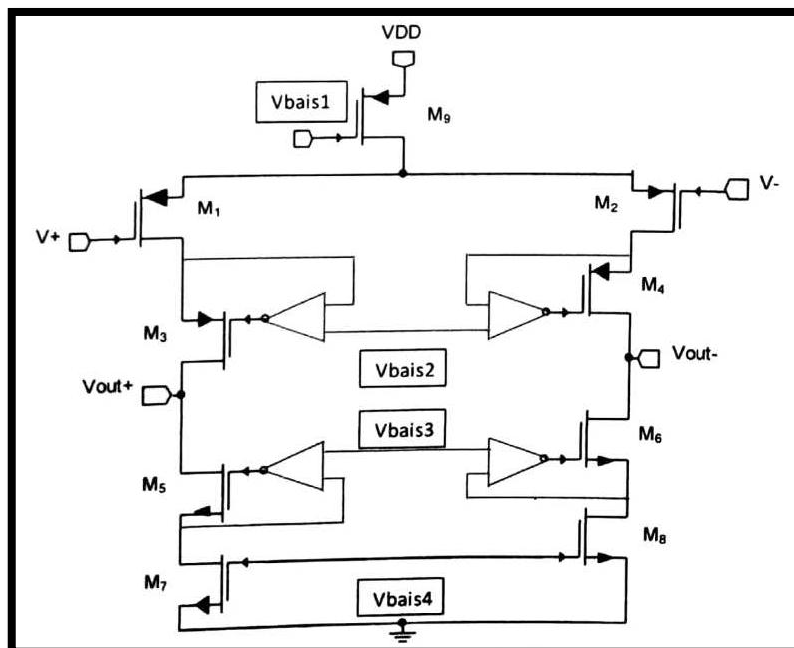 VDD
Vbais1
M9
M1
M2
V-
V+
M4
M3
Vbais2
Vout-
Vout+
Vbais3
M6
M5
M8
M7
Vbais4